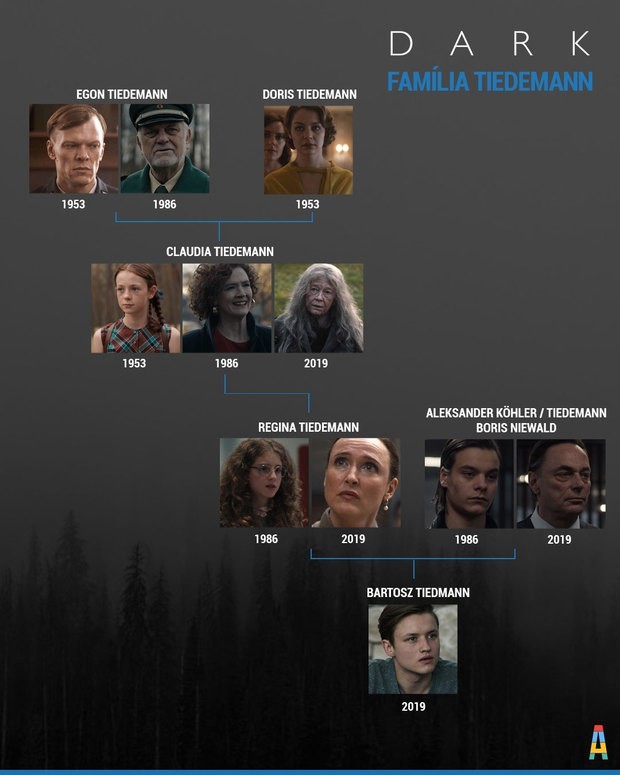 DARK
FAMÍLIA TIEDEMANN
EGON TIEDEMANN
DORIS TIEDEMANN
1953
1986
1953
CLAUDIA TIEDEMANN
1953
1986
2019
REGINA TIEDEMANN
ALEKSANDER KÖHLER / TIEDEMANN
BORIS NIEWALD
1986
2019
1986
2019
BARTOSZ TIEDMANN
2019